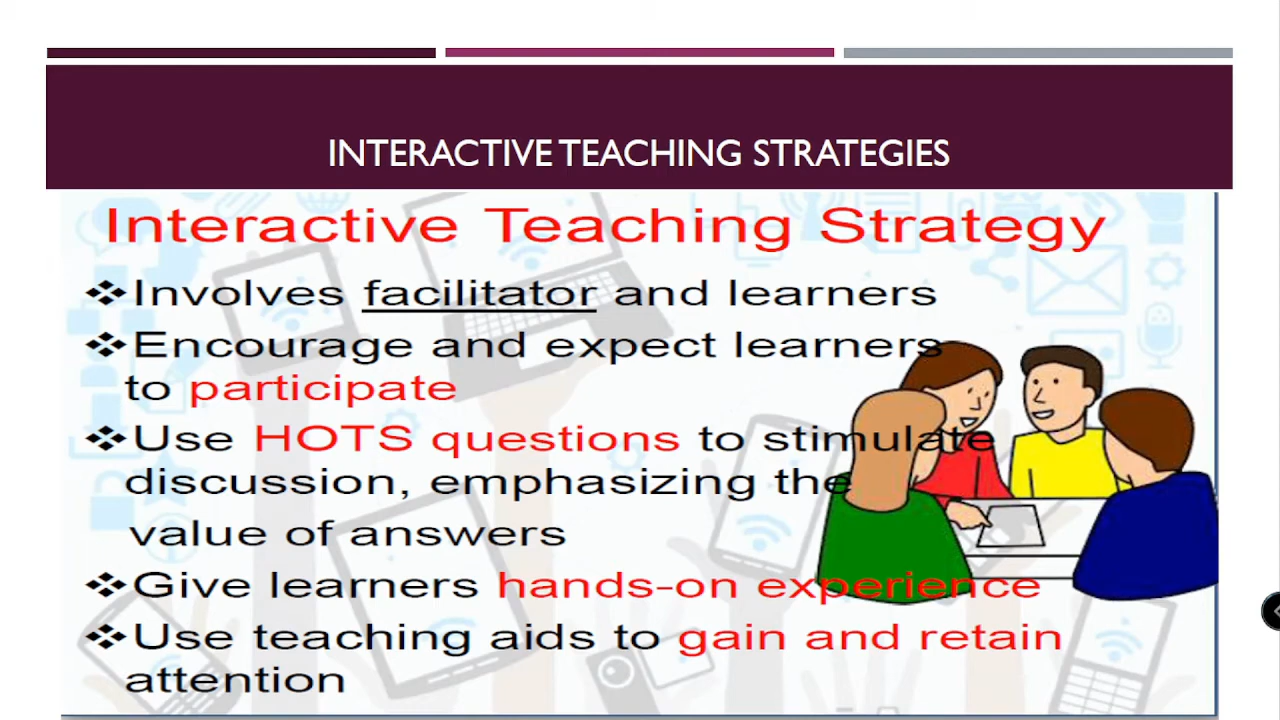 INTERACTIVE TEACHING STRATEGIES
Interactive Teaching Strategy
❖Involves facilitator and learners
❖Encourage and expect learners
to participate
❖Use HOTS questions to stimulate
discussion, emphasizing the
value of answers
❖Give learners hands-on experience
❖Use teaching aids to gain and retain
attention